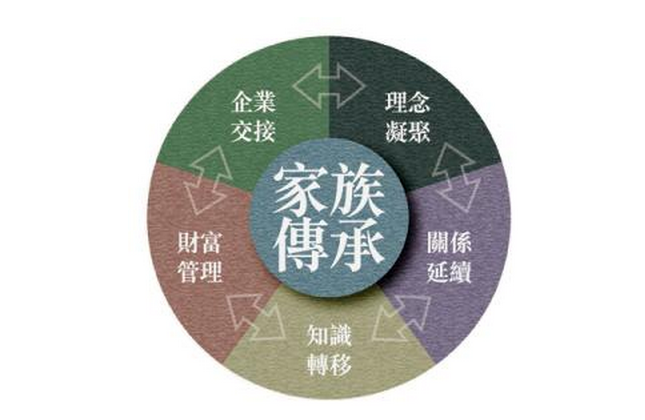 家族
傳承
理念
凝聚
關係
延續
知識
轉移
財富
管理
企業
交接